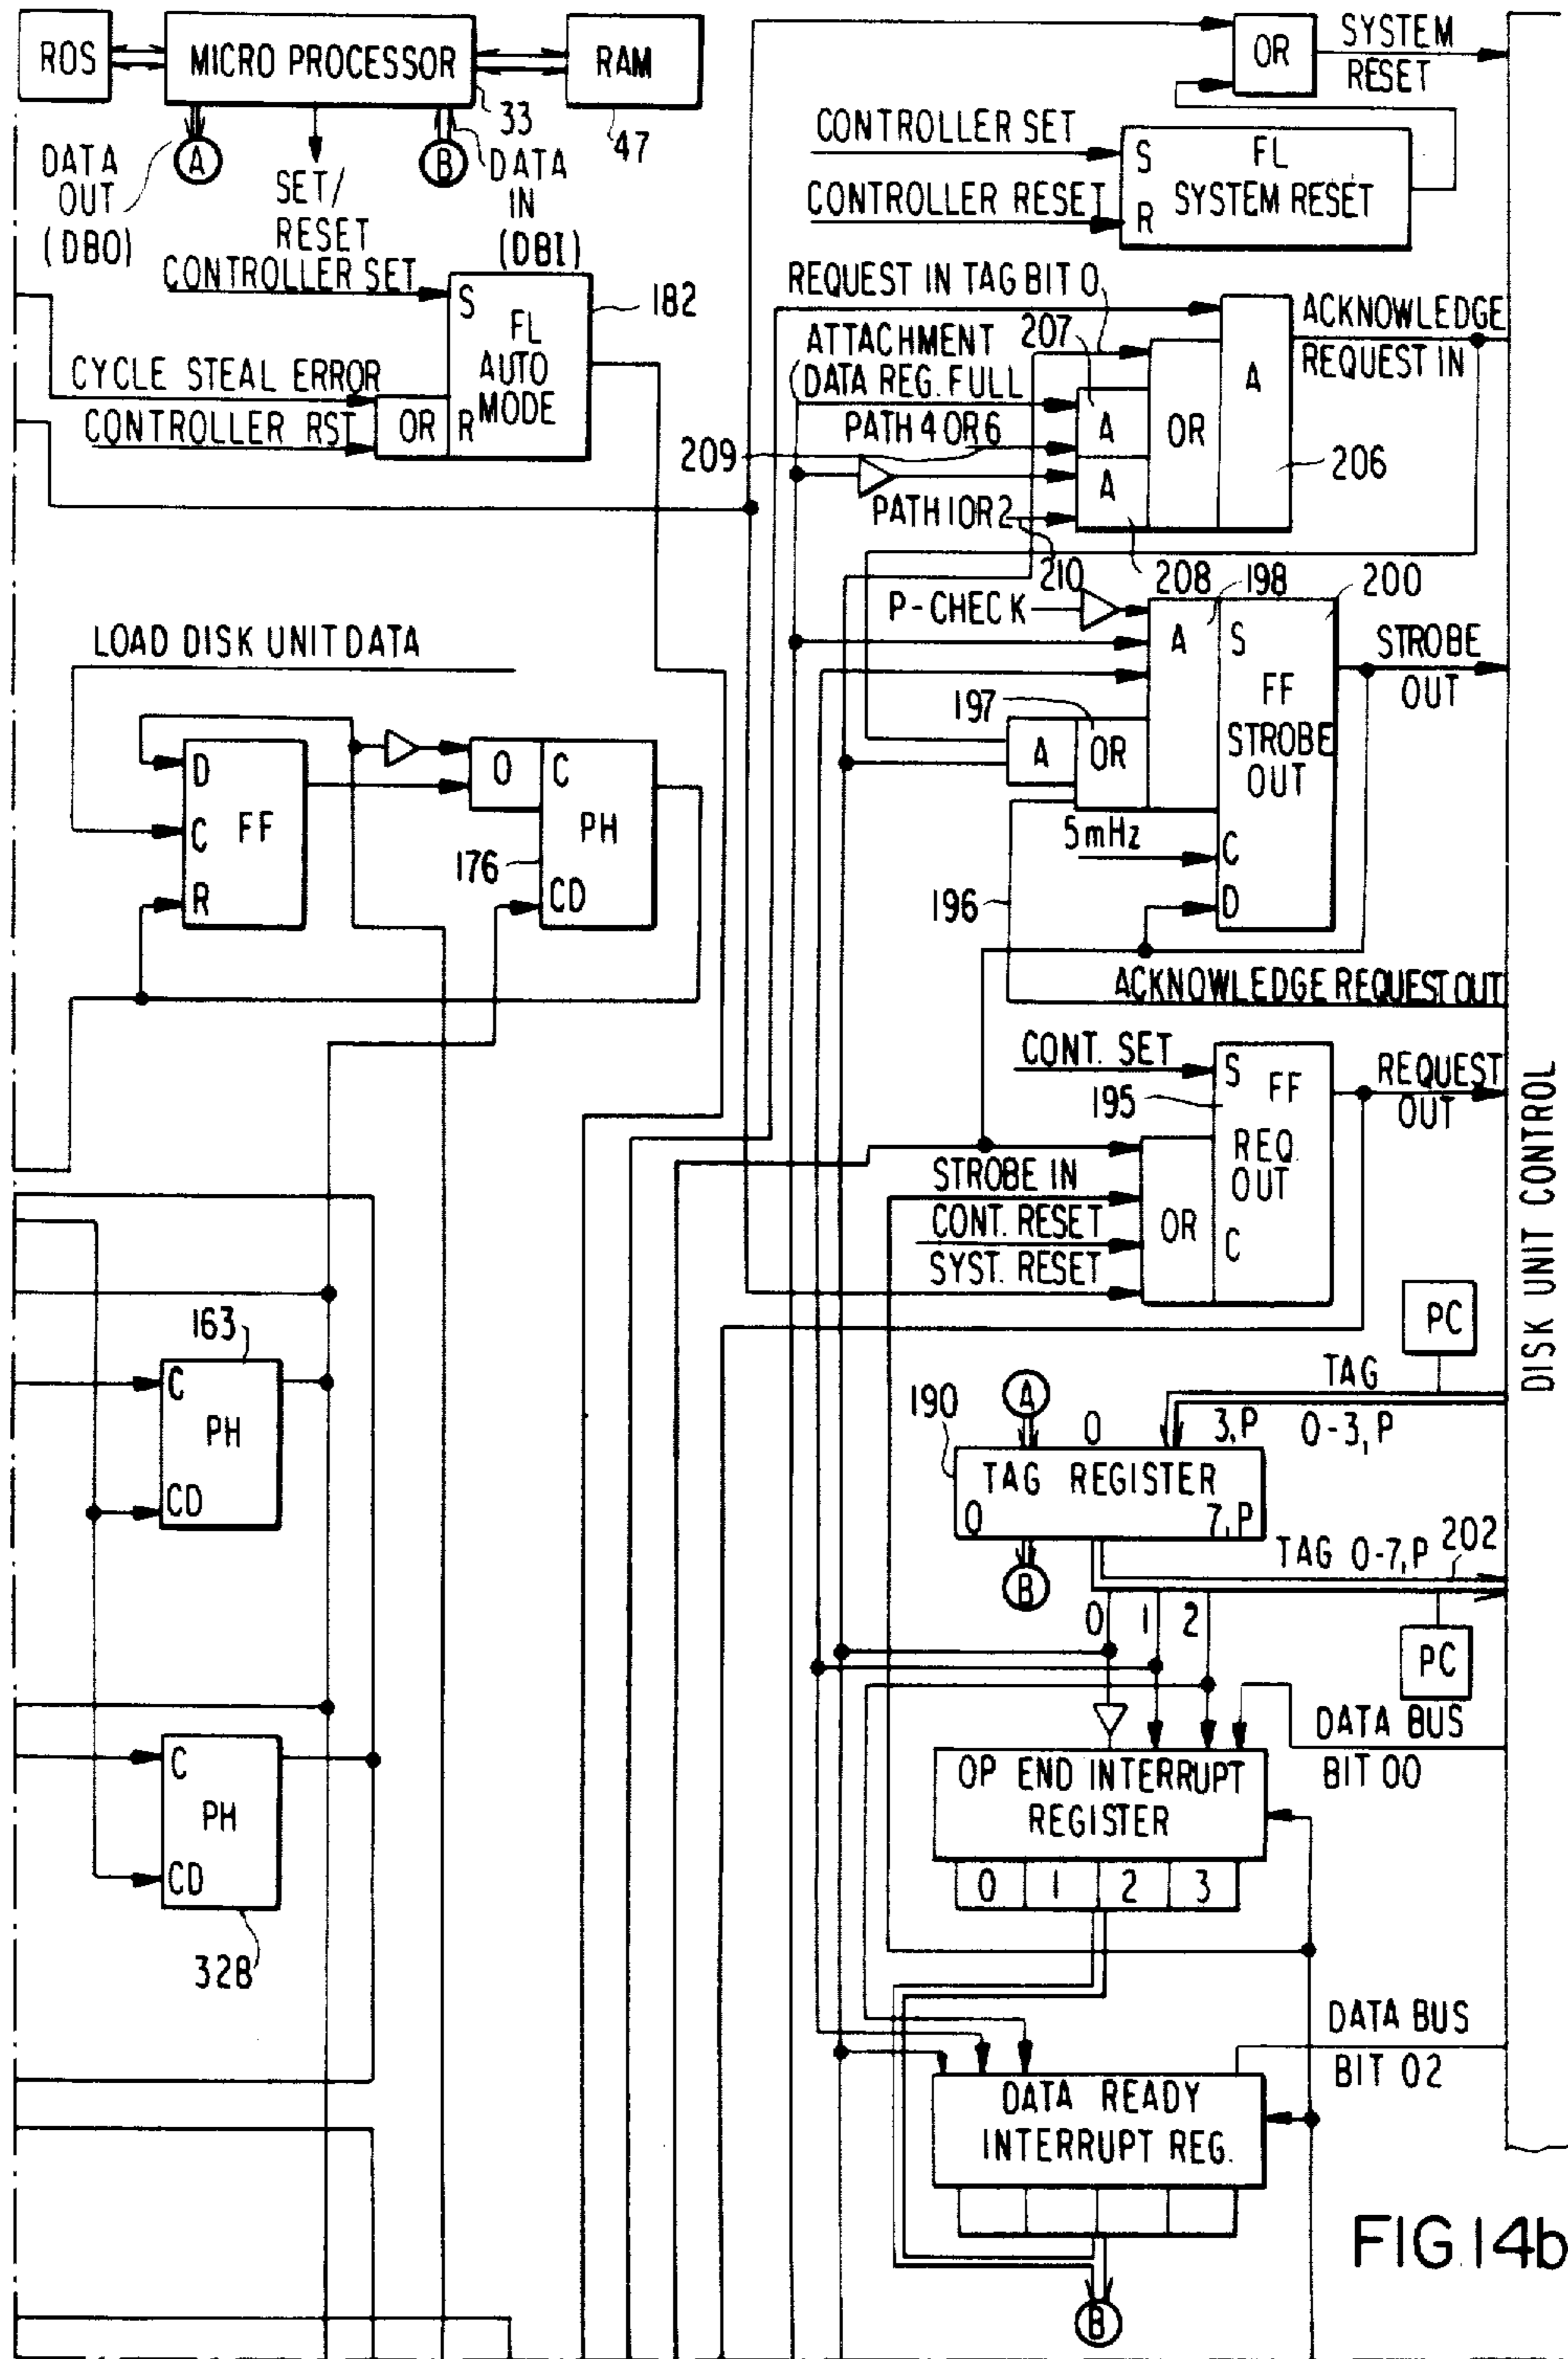 ROS
MICRO PROCESSOR
RAM
33
47
DATA
OUT
(DBO)
A
SET/
RESET
B
DATA
IN
(DBI)
CONTROLLER SET
S
FL
AUTO
MODE
182
CYCLE STEAL ERROR
CONTROLLER RST
OR
R
LOAD DISK UNIT DATA
D
C
FF
R
O
C
PH
176
CD
163
C
PH
CD
C
PH
CD
328
OR
SYSTEM
RESET
CONTROLLER SET
CONTROLLER RESET
S
FL
SYSTEM RESET
R
REQUEST IN TAG BIT 0
207
ATTACHMENT
(DATA REG. FULL
PATH 4 OR 6
209
PATH 1 OR 2
210
A
A
OR
A
ACKNOWLEDGE
REQUEST IN
206
208
198
200
P-CHECK
A
S
FF
STROBE
OUT
STROBE
OUT
197
A
OR
5mHz
C
D
196
ACKNOWLEDGE REQUEST OUT
CONT. SET
195
S
FF
REQ.
OUT
C
REQUEST
OUT
STROBE IN
CONT. RESET
SYST. RESET
OR
DISK UNIT CONTROL
PC
TAG
0-3,P
190
A
0
3,P
TAG REGISTER
0
7,P
B
TAG 0-7,P
202
0
1
2
PC
DATA BUS
BIT 00
OP END INTERRUPT
REGISTER
0 1 2 3
DATA BUS
BIT 02
DATA READY
INTERRUPT REG.
B
FIG.14b